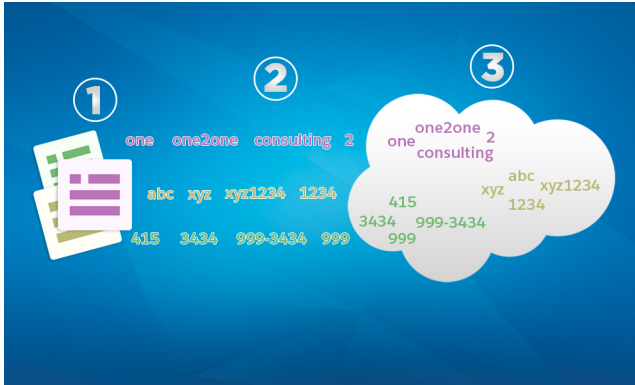 1
2
3
one one2one consulting 2
abc xyz xyz1234 1234
415 3434 999-3434 999
one2one
one 2
consulting
abc
xyz xyz1234
1234
415
3434 999-3434
999